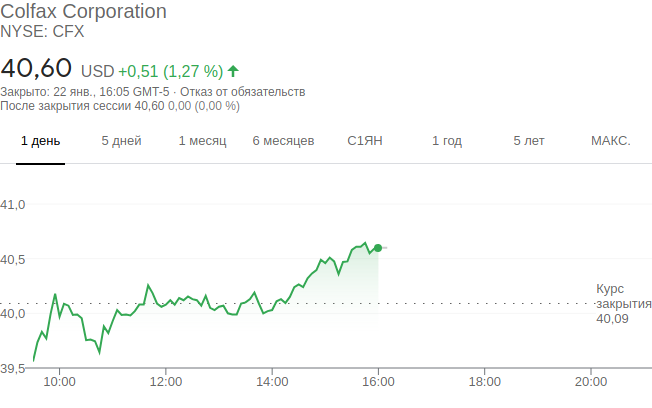 Colfax Corporation
NYSE: CFX
40,60 USD +0,51 (1,27 %)
Закрыто: 22 янв., 16:05 GMT-5 · Отказ от обязательств
После закрытия сессии 40,60 0,00 (0,00 %)
1 день 5 дней 1 месяц 6 месяцев С1ЯН 1 год 5 лет МАКС.
41,0
40,5
40,0
39,5
Курс
закрытия
40,09
10:00 12:00 14:00 16:00 18:00 20:00